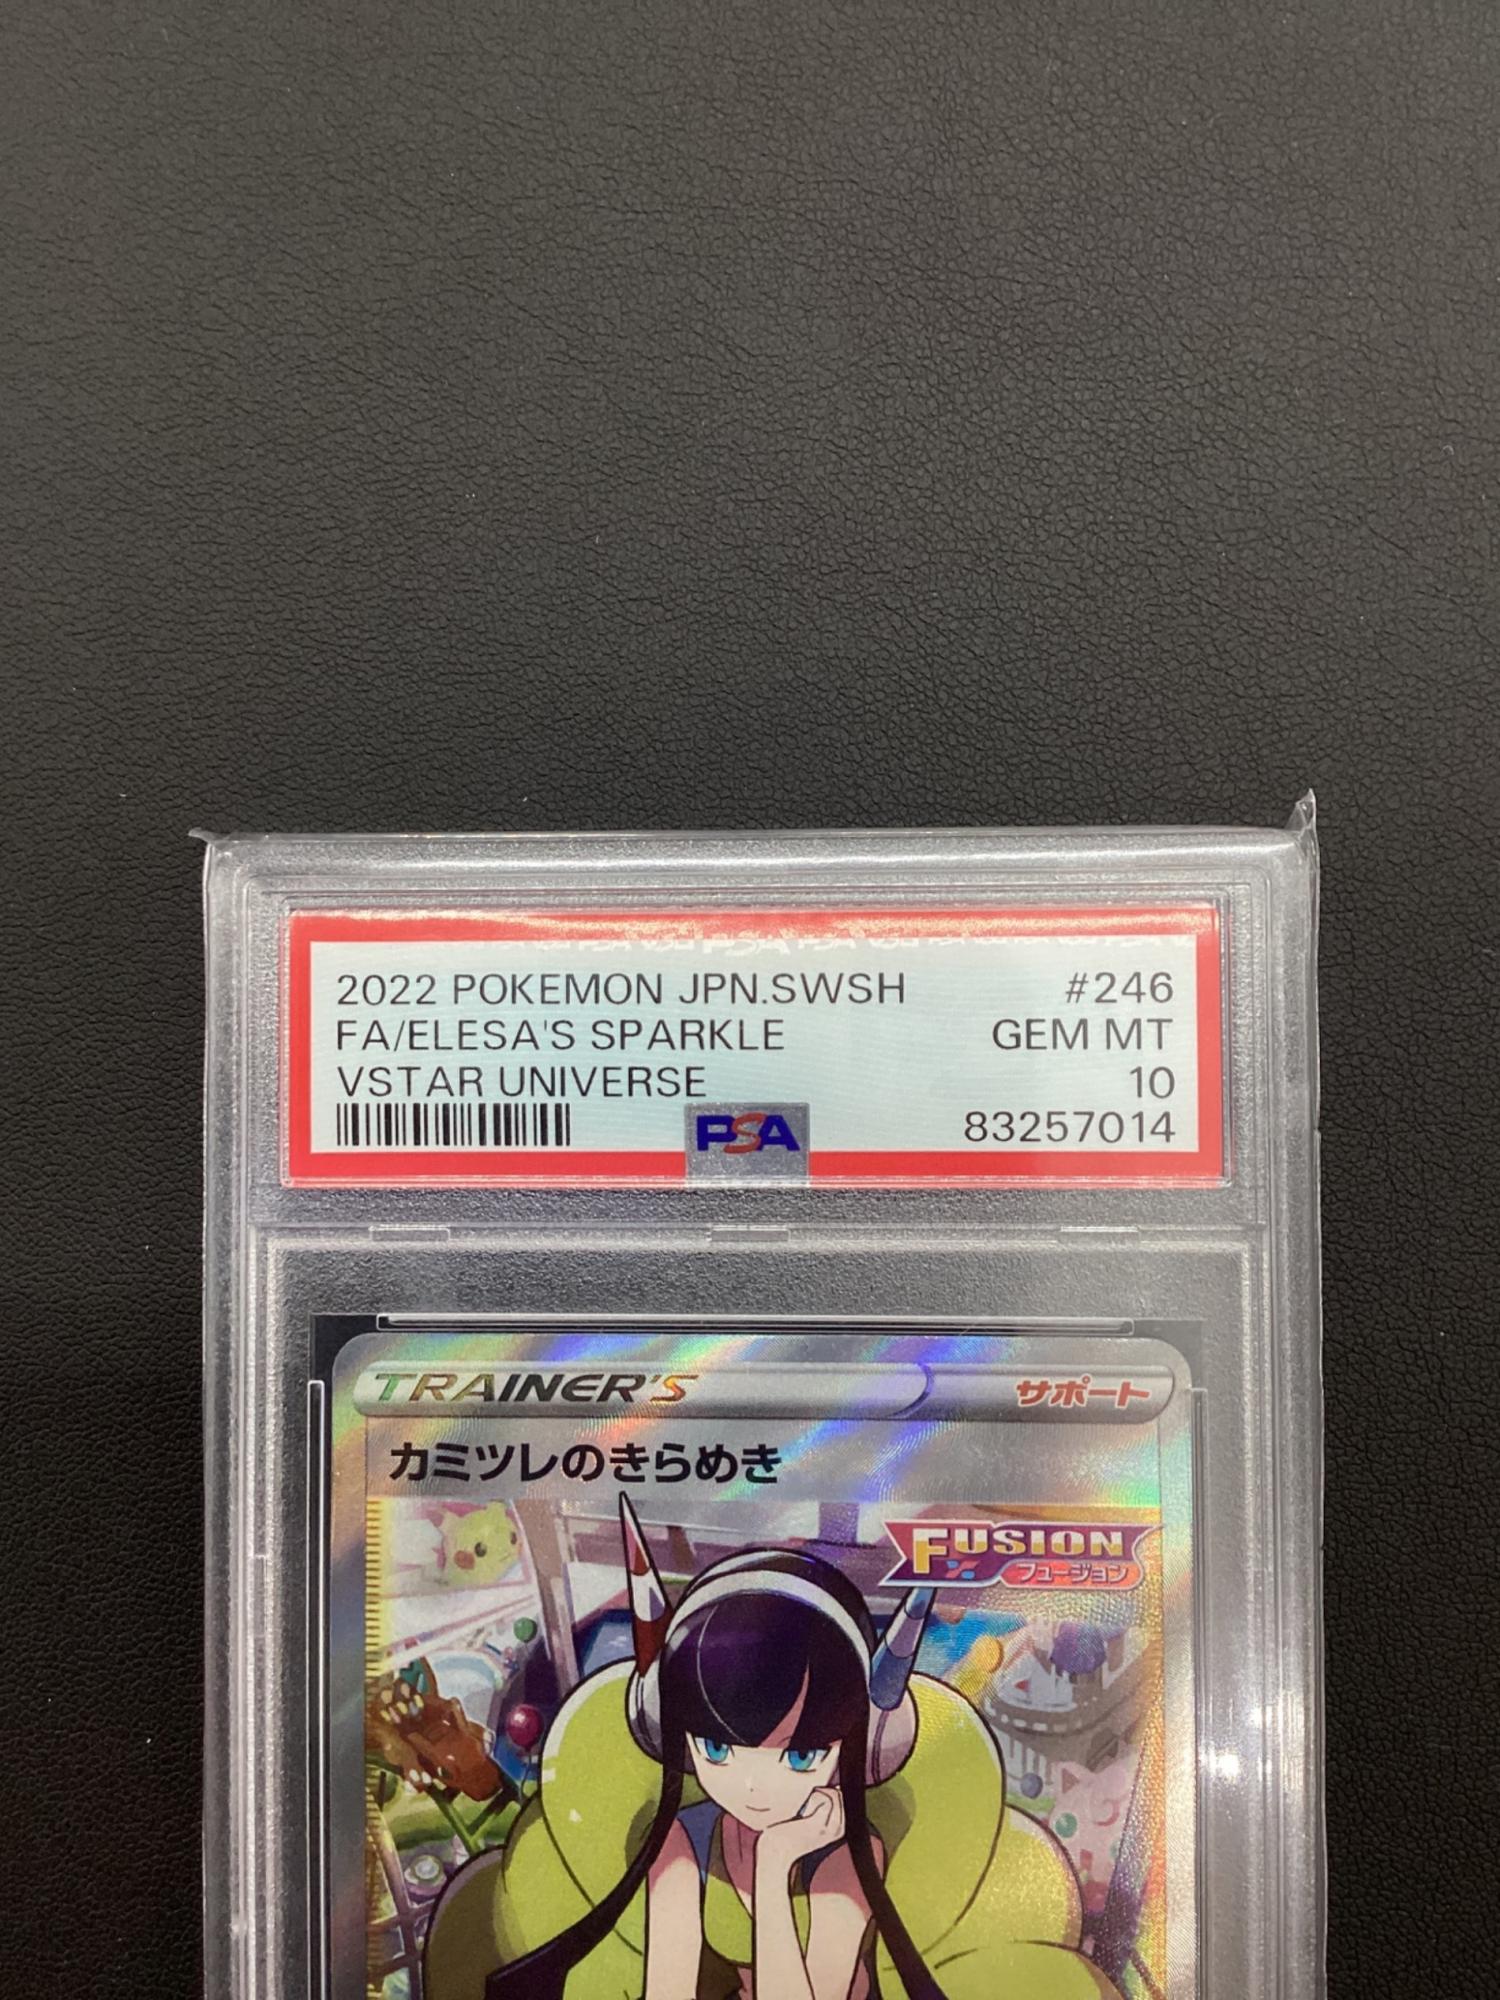 2022 POKEMON JPN.SWSH #246
FA/ELESA'S SPARKLE GEM MT
VSTAR UNIVERSE 10
PSA 83257014
TRAINER'S サポート
カミツレのきらめき
FUSION
フュージョン